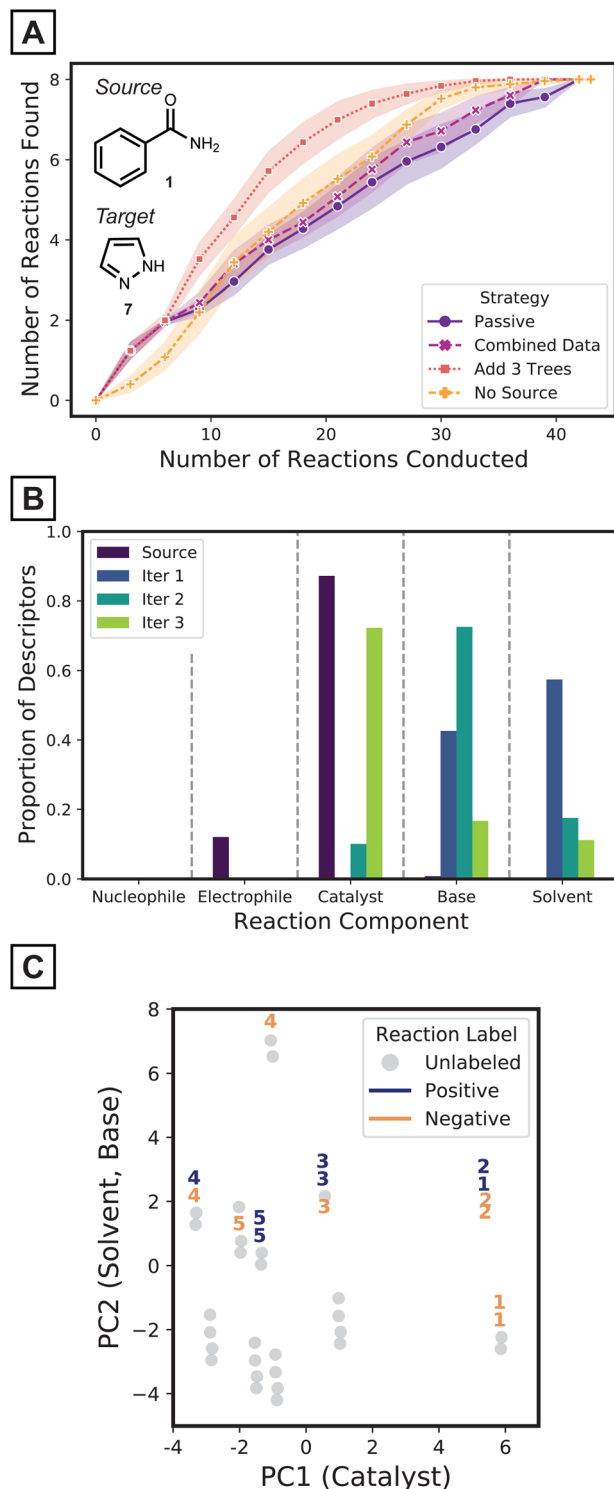 A
Source
O
NH₂
1
Target
N
NH
7
8
6
4
2
0
Number of Reactions Found
0 10 20 30 40
Number of Reactions Conducted
Strategy
Passive
Combined Data
Add 3 Trees
No Source
B
1.0
0.8
0.6
0.4
0.2
0.0
Proportion of Descriptors
Source
Iter 1
Iter 2
Iter 3
Nucleophile Electrophile Catalyst Base Solvent
Reaction Component
C
8
6
4
2
0
−2
−4
PC2 (Solvent, Base)
Reaction Label
Unlabeled
Positive
Negative
4
3
2
4
3
1
4
3
2
2
5
5
5
1
1
-4 -2 0 2 4 6
PC1 (Catalyst)